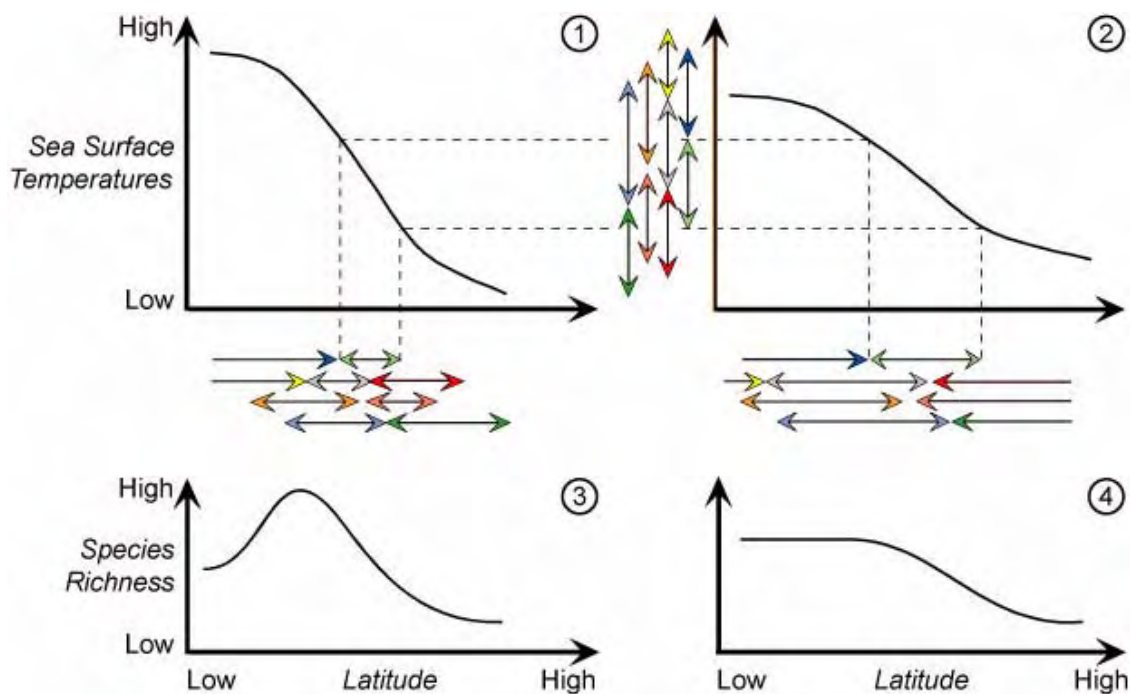 High
①
②
Sea Surface
Temperatures
Low
High
③
④
Species
Richness
Low
Low
Latitude
High
Low
Latitude
High